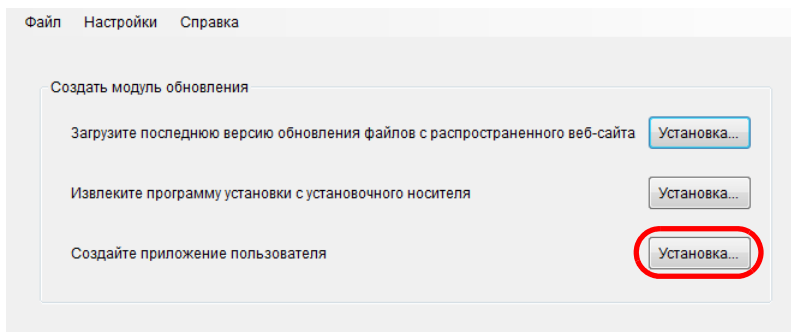 Файл Настройки Справка
Создать модуль обновления
Загрузите последнюю версию обновления файлов с распространенного веб-сайта Установка...
Извлеките программу установки с установочного носителя Установка...
Создайте приложение пользователя Установка...